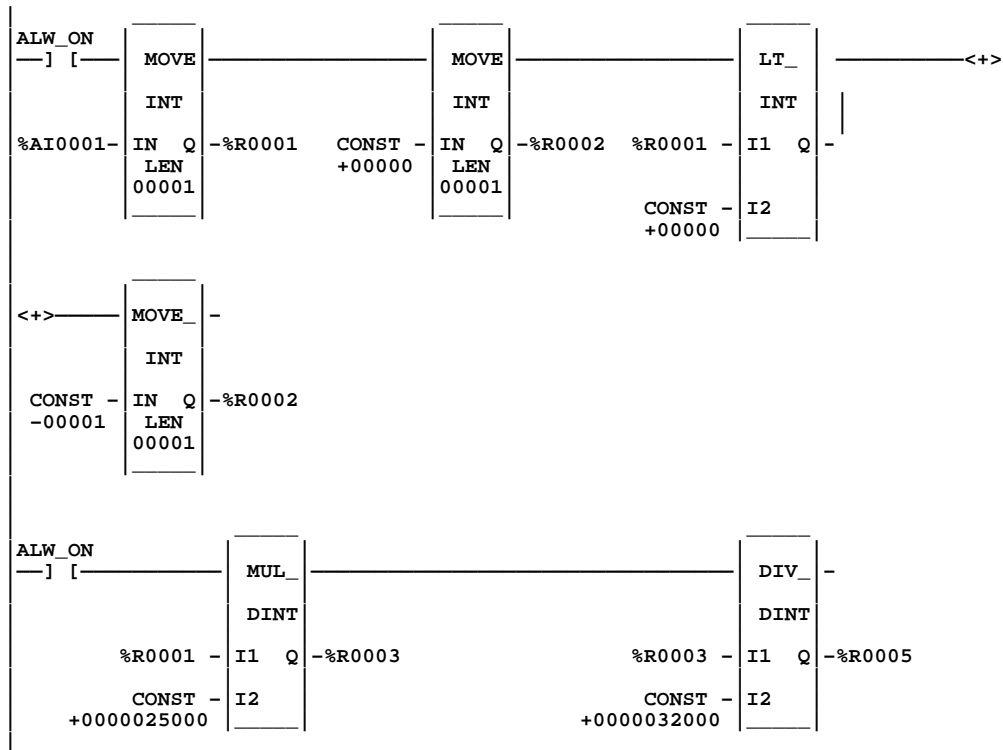 ALW_ON
] [ MOVE MOVE LT_ <+>
INT INT INT
%AI0001- IN Q -%R0001 CONST - IN Q -%R0002 %R0001 - I1 Q -
LEN +00000 LEN
00001 00001
CONST - I2
+00000
<+> MOVE_ -
INT
CONST - IN Q -%R0002
-00001 LEN
00001
ALW_ON
] [ MUL_ DIV_ -
DINT DINT
%R0001 - I1 Q -%R0003 %R0003 - I1 Q -%R0005
CONST - I2 CONST - I2
+0000025000 +0000032000